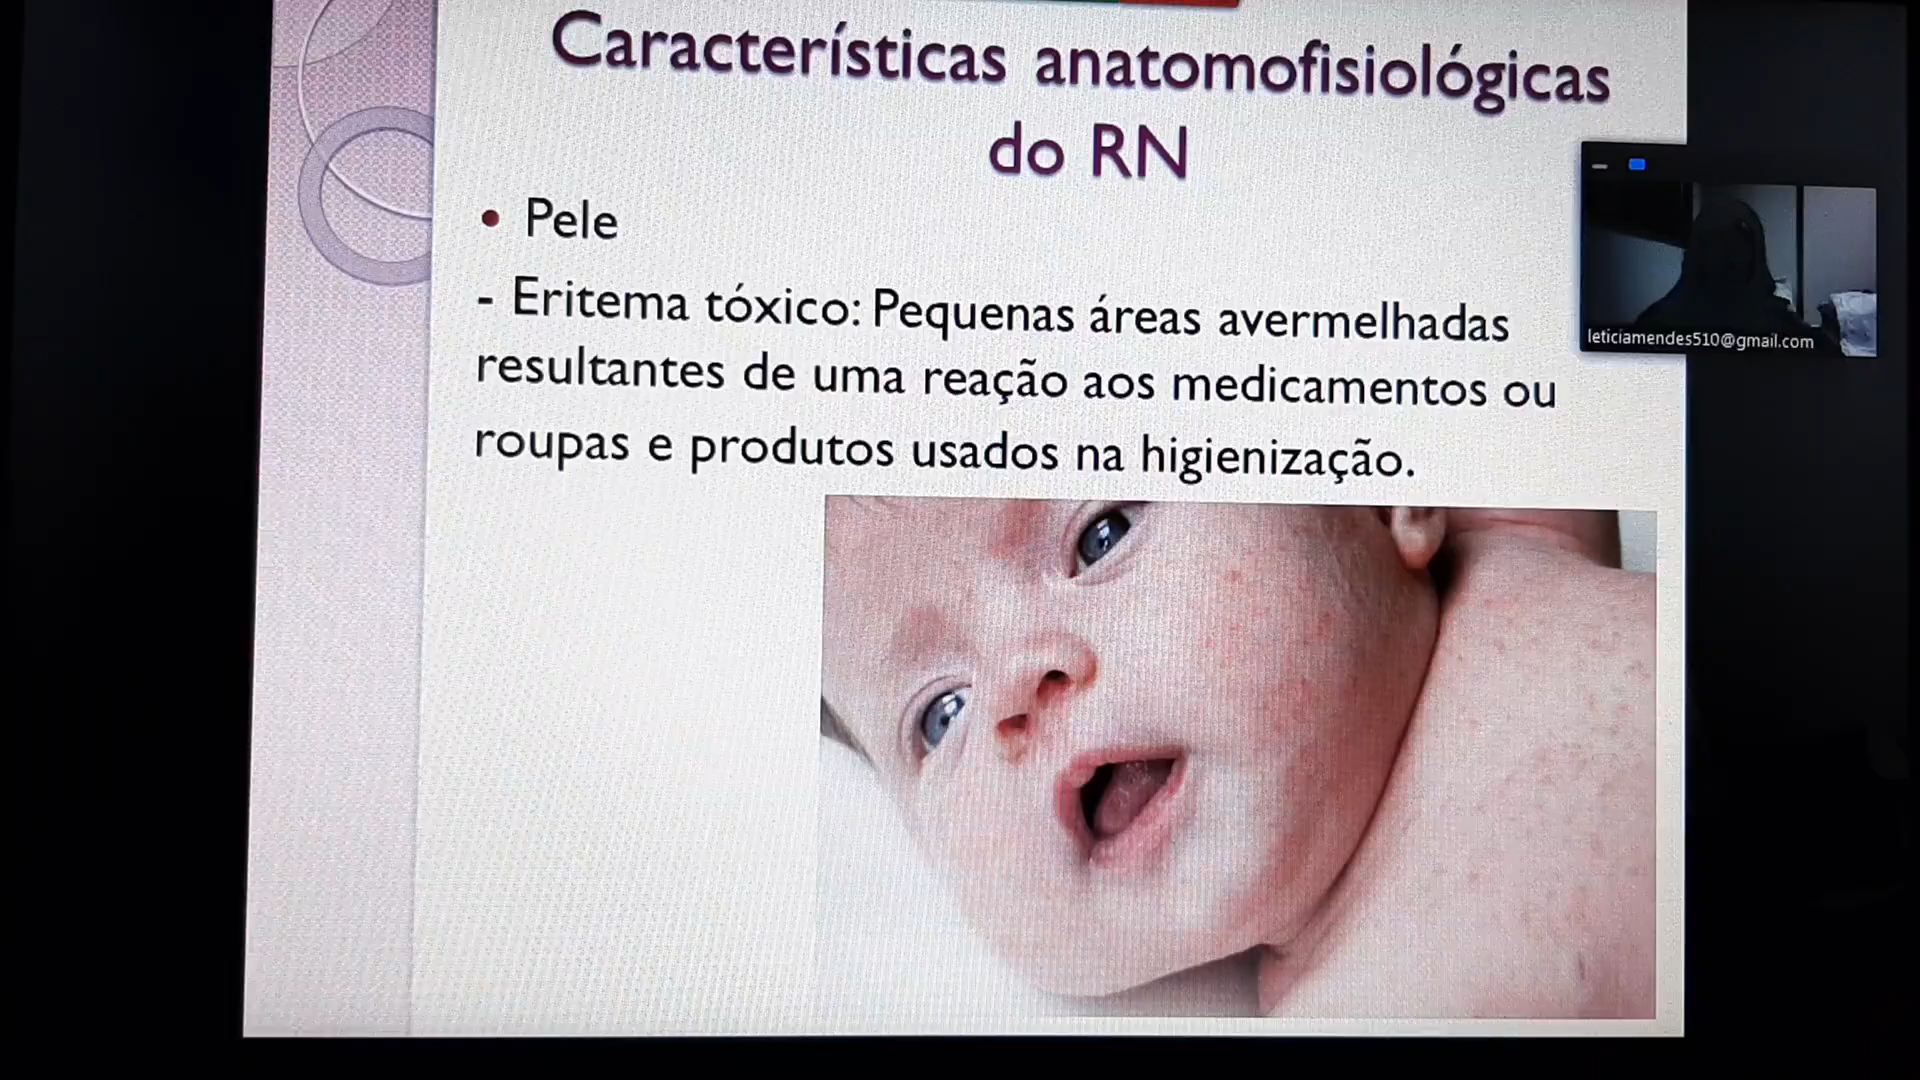 Características anatomofisiológicas
do RN
• Pele
- Eritema tóxico: Pequenas áreas avermelhadas
resultantes de uma reação aos medicamentos ou
roupas e produtos usados na higienização.
leticiamendes510@gmail.com